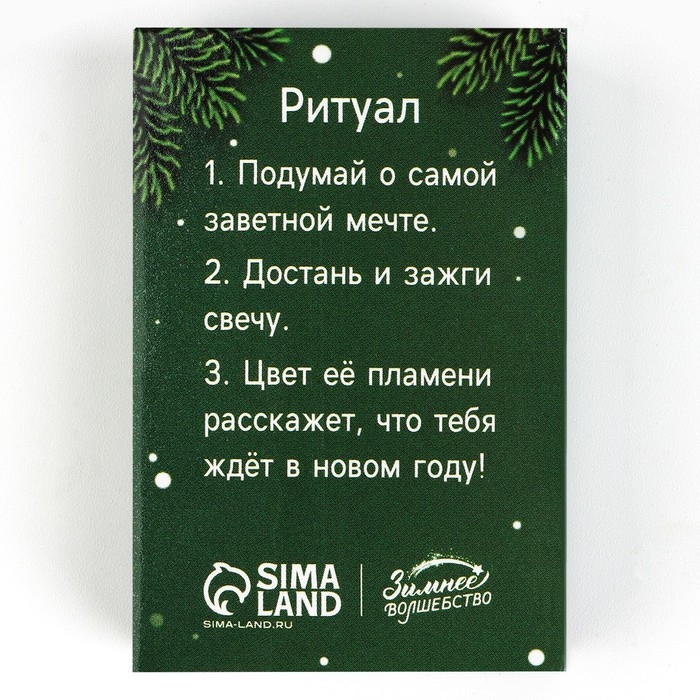 Ритуал
1. Подумай о самой
заветной мечте.
2. Достань и зажги
свечу.
3. Цвет её пламени
расскажет, что тебя
ждёт в новом году!
SIMA
LAND
SIMA-LAND.RU
Зимнее
ВОЛШЕБСТВО